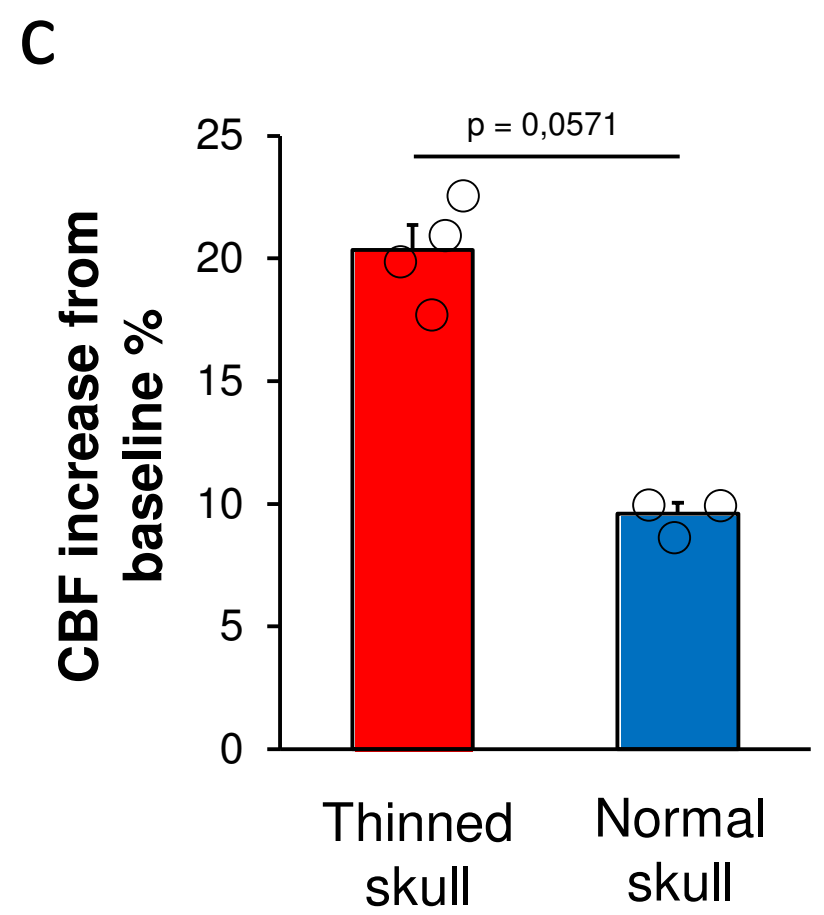 C
p = 0,0571
25
20
15
10
5
0
CBF increase from
baseline %
Thinned
skull
Normal
skull